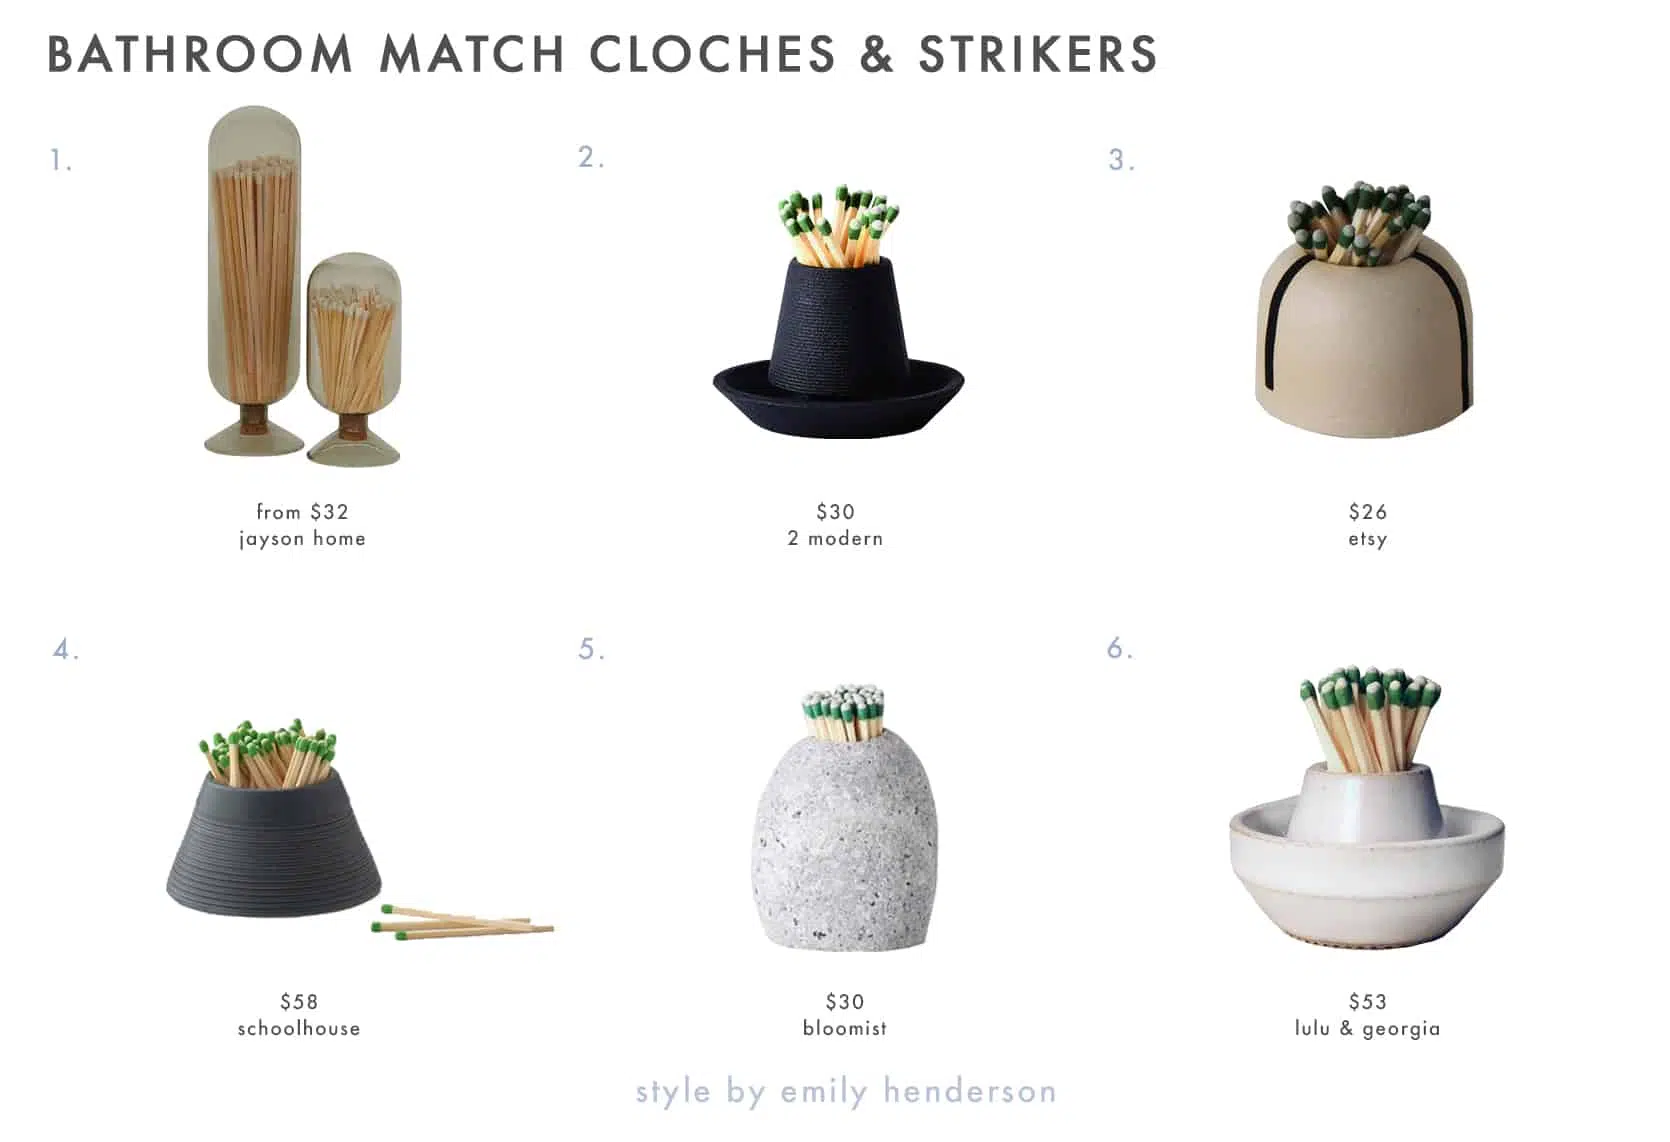 BATHROOM MATCH CLOCHES & STRIKERS
1.
2.
3.
from $32
jayson home
$30
2 modern
$26
etsy
4.
5.
6.
$58
schoolhouse
$30
bloomist
$53
lulu & georgia
style by emily henderson